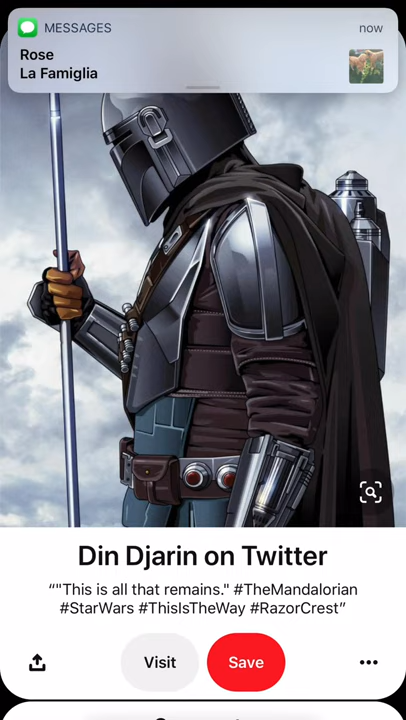 MESSAGES
now
Rose
La Famiglia
Din Djarin on Twitter
“"This is all that remains." #TheMandalorian
#StarWars #ThisIsTheWay #RazorCrest”
Visit
Save